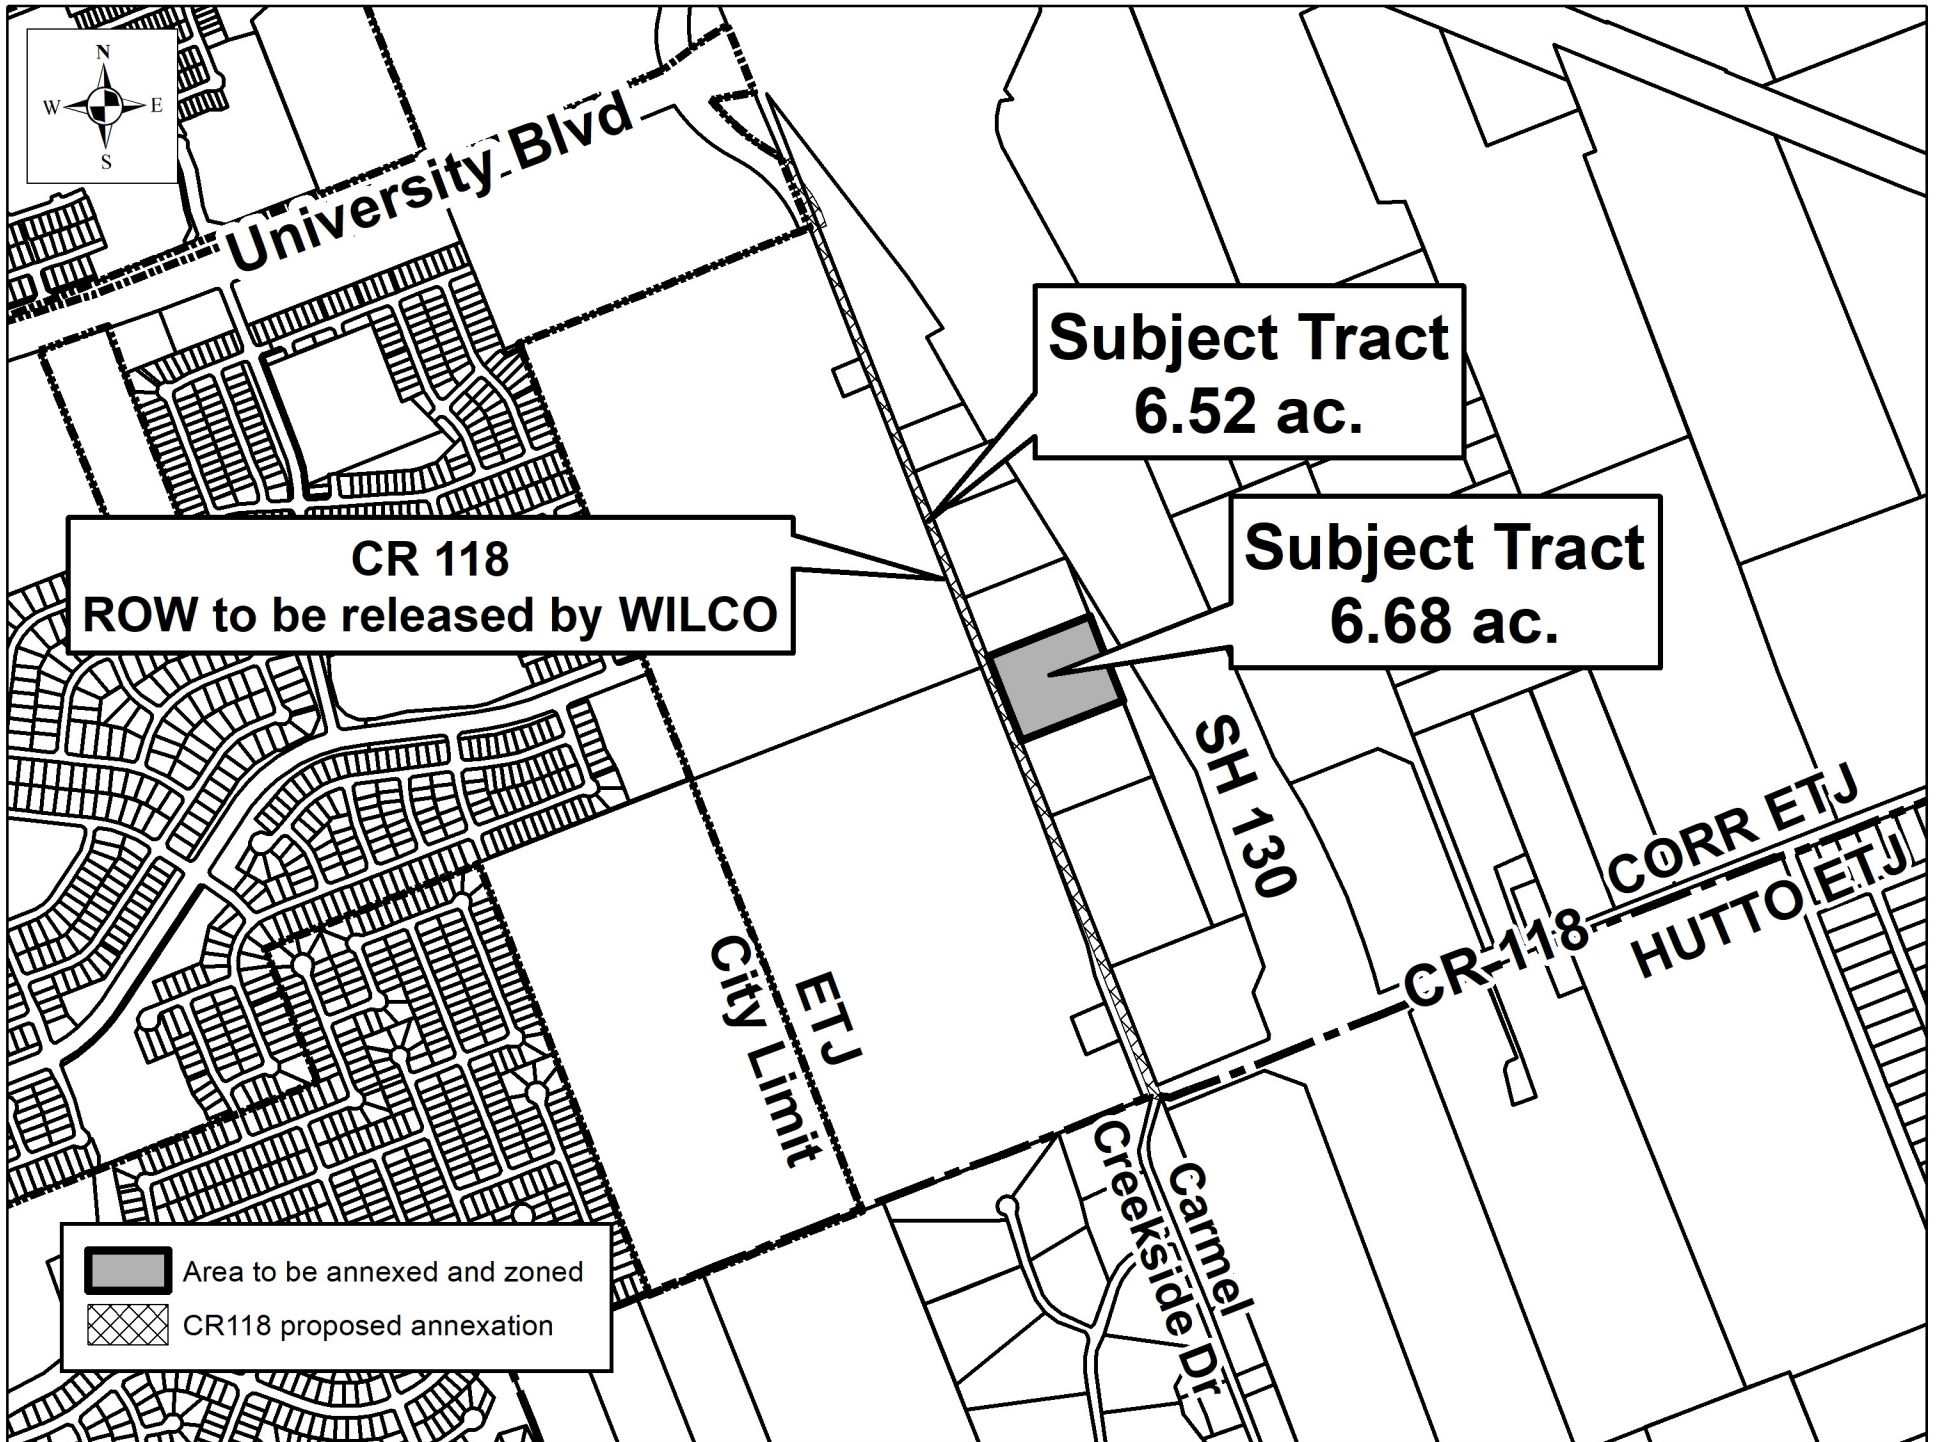 N
W
E
S
University Blvd
Subject Tract
6.52 ac.
Subject Tract
6.68 ac.
CR 118
ROW to be released by WILCO
SH 130
CORR ETJ
HUTTO ETJ
CR 118
ETJ
City Limit
Carmel
Creekside Dr
Area to be annexed and zoned
CR118 proposed annexation